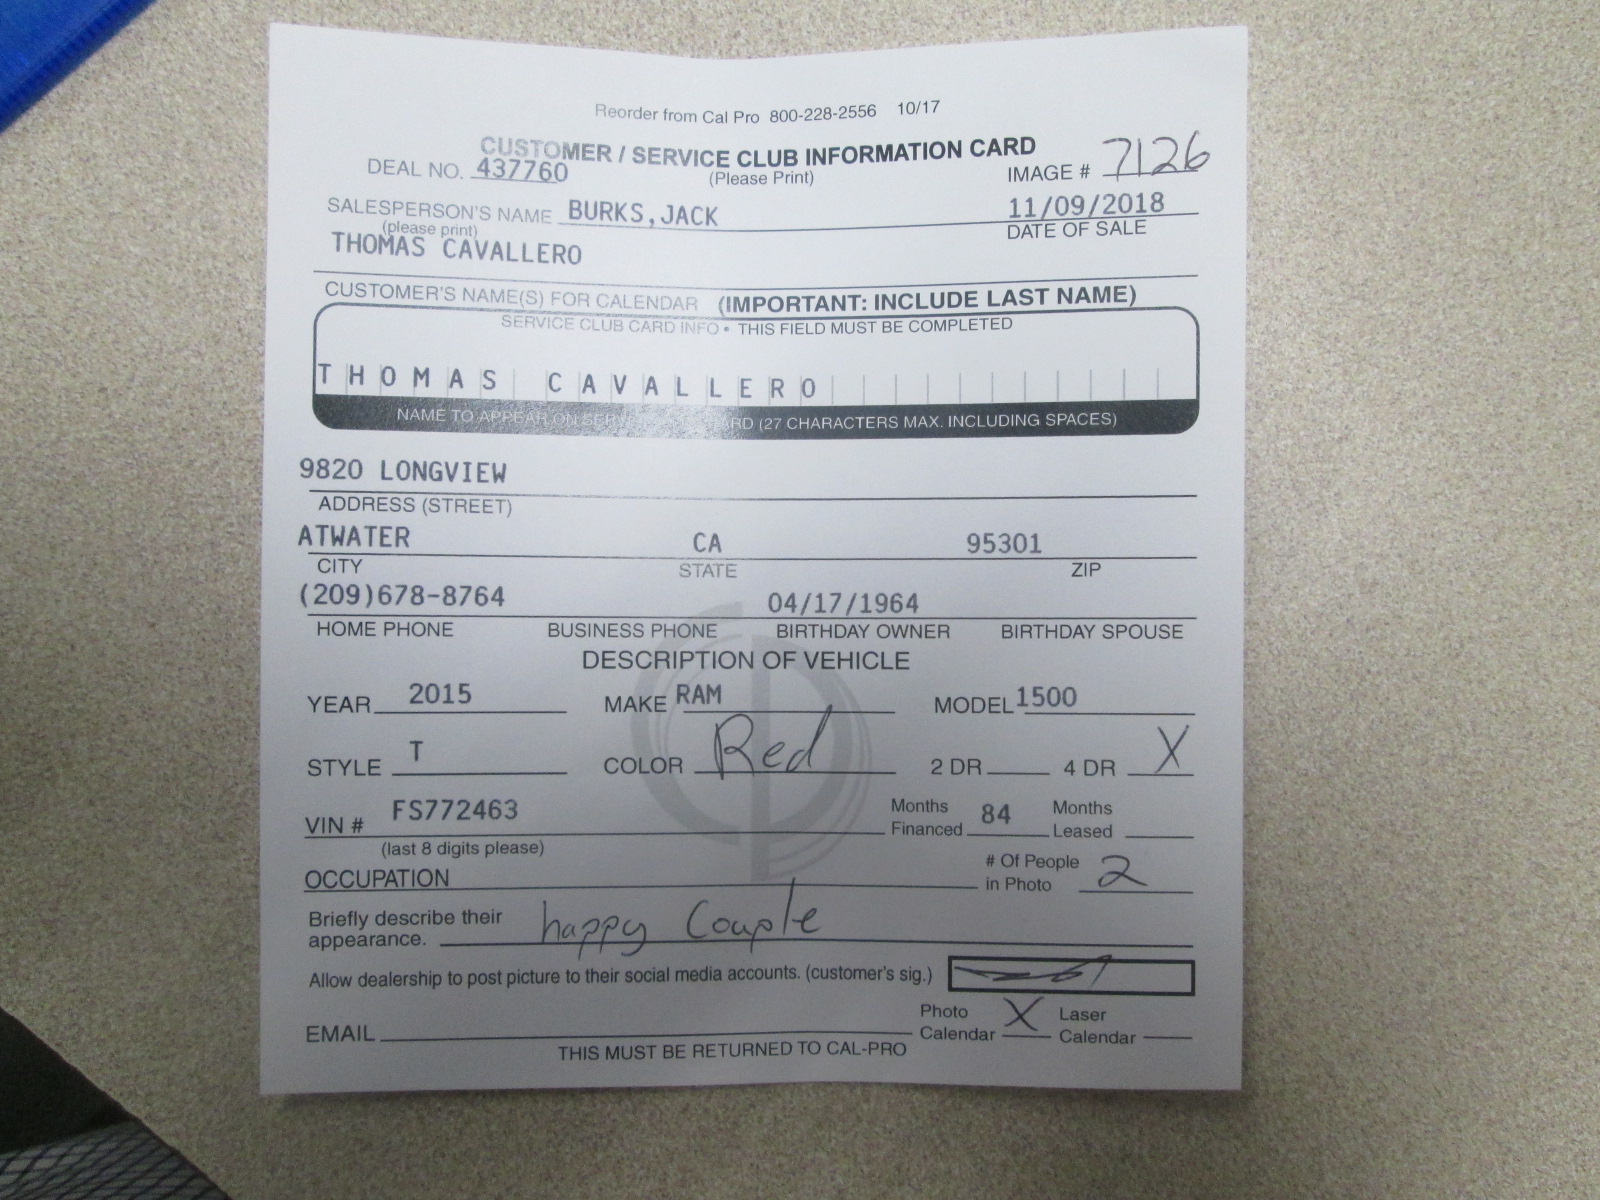 Reorder from Cal Pro 800-228-2556 10/17
CUSTOMER / SERVICE CLUB INFORMATION CARD
(Please Print)
DEAL NO. 437760
IMAGE # 7126
SALESPERSON'S NAME BURKS,JACK
(please print)
11/09/2018
DATE OF SALE
THOMAS CAVALLERO
CUSTOMER'S NAME(S) FOR CALENDAR (IMPORTANT: INCLUDE LAST NAME)
SERVICE CLUB CARD INFO • THIS FIELD MUST BE COMPLETED
THOMAS CAVALLERO
NAME TO APPEAR ON SERV RD (27 CHARACTERS MAX. INCLUDING SPACES)
9820 LONGVIEW
ADDRESS (STREET)
ATWATER CA 95301
CITY STATE ZIP
(209)678-8764 04/17/1964
HOME PHONE BUSINESS PHONE BIRTHDAY OWNER BIRTHDAY SPOUSE
DESCRIPTION OF VEHICLE
YEAR 2015 MAKE RAM MODEL 1500
STYLE T COLOR Red 2 DR 4 DR X
VIN # FS772463
(last 8 digits please)
Months Financed 84 Months Leased
OCCUPATION
# Of People in Photo 2
Briefly describe their
appearance. happy Couple
Allow dealership to post picture to their social media accounts. (customer's sig.)
EMAIL
Photo Calendar X Laser Calendar
THIS MUST BE RETURNED TO CAL-PRO